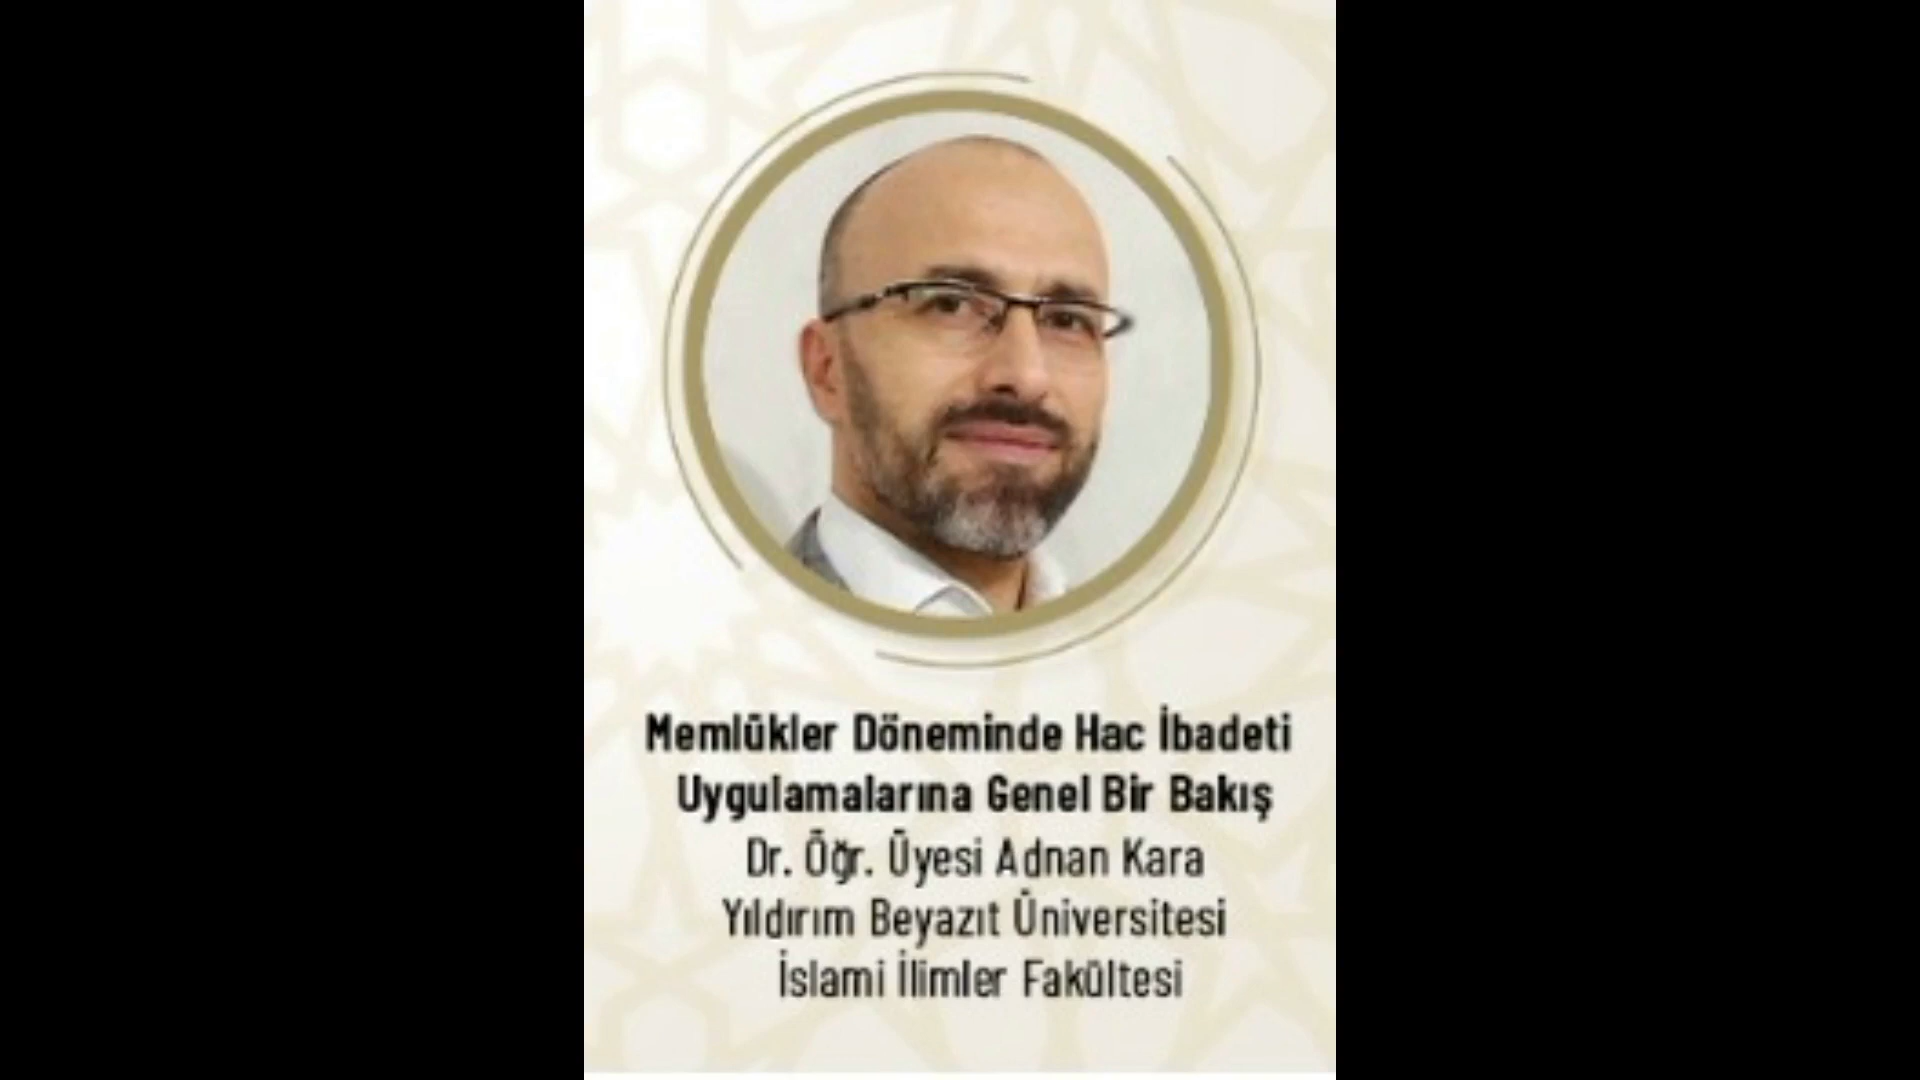 Memlükler Döneminde Hac İbadeti
Uygulamalarına Genel Bir Bakış
Dr. Öğr. Üyesi Adnan Kara
Yıldırım Beyazıt Üniversitesi
İslami İlimler Fakültesi